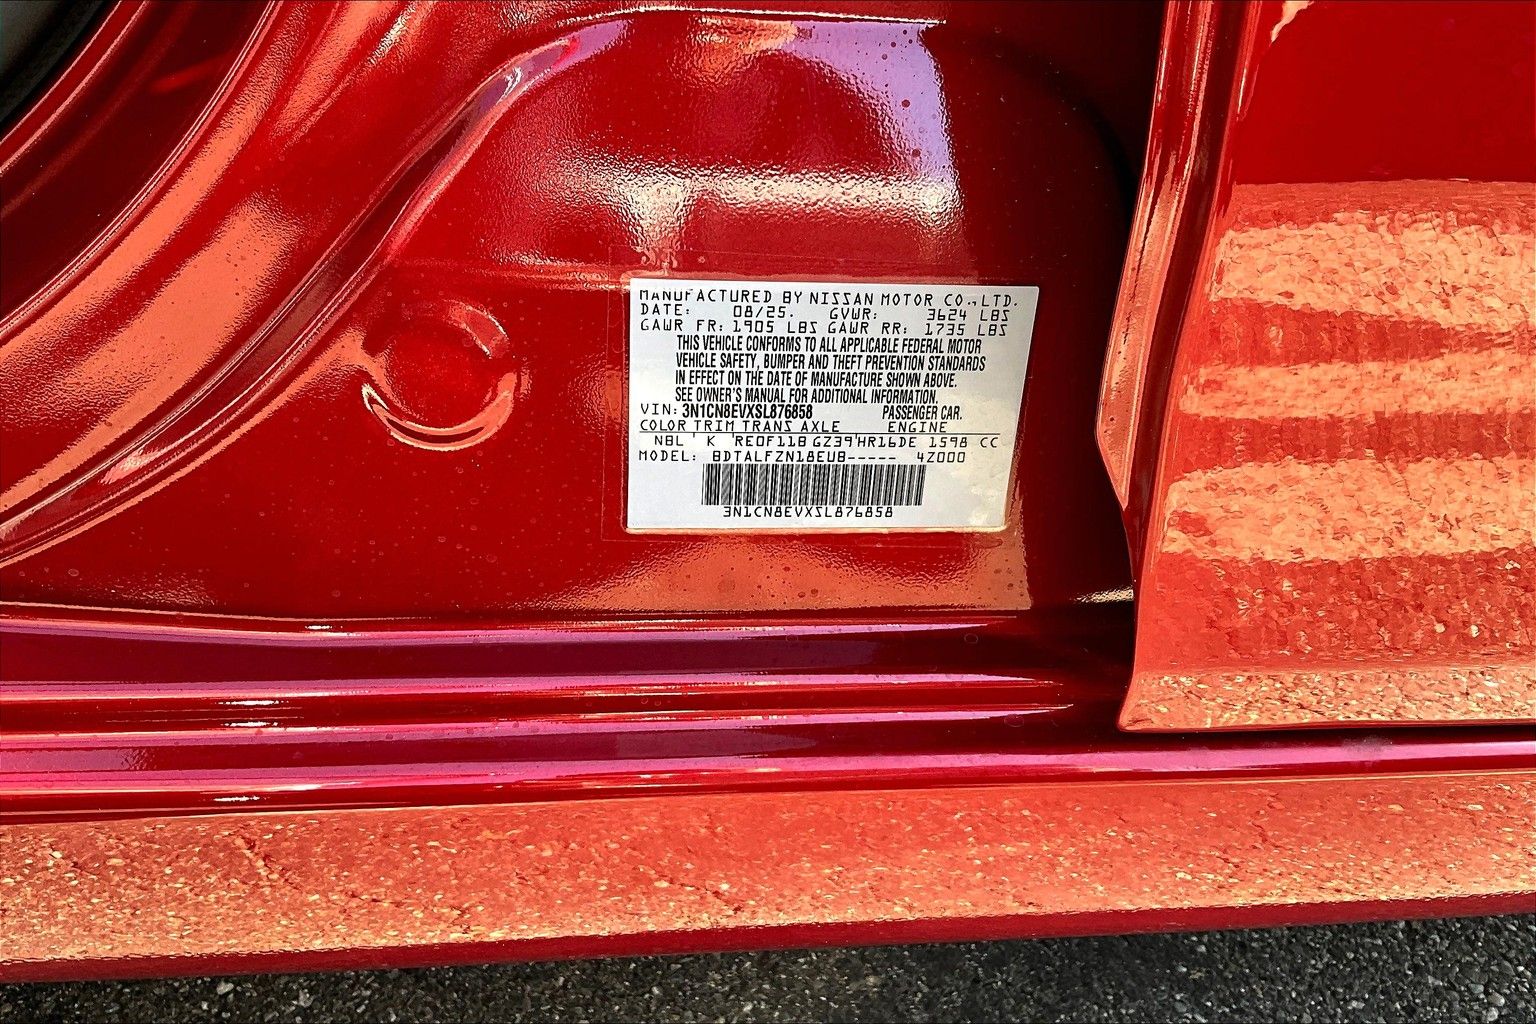 MANUFACTURED BY NISSAN MOTOR CO.,LTD.
DATE: 08/25. GVWR: 3624 LBS
GAWR FR: 1905 LBS GAWR RR: 1735 LBS
THIS VEHICLE CONFORMS TO ALL APPLICABLE FEDERAL MOTOR
VEHICLE SAFETY, BUMPER AND THEFT PREVENTION STANDARDS
IN EFFECT ON THE DATE OF MANUFACTURE SHOWN ABOVE.
SEE OWNER'S MANUAL FOR ADDITIONAL INFORMATION.
VIN: 3N1CN8EVXSL876858 PASSENGER CAR.
COLOR TRIM TRANS AXLE ENGINE
NBL ' K 'RE0F11B GZ39'HR16DE 1598 CC
MODEL: BDTALFZN18EUB----- 4Z000
3N1CN8EVXSL876858